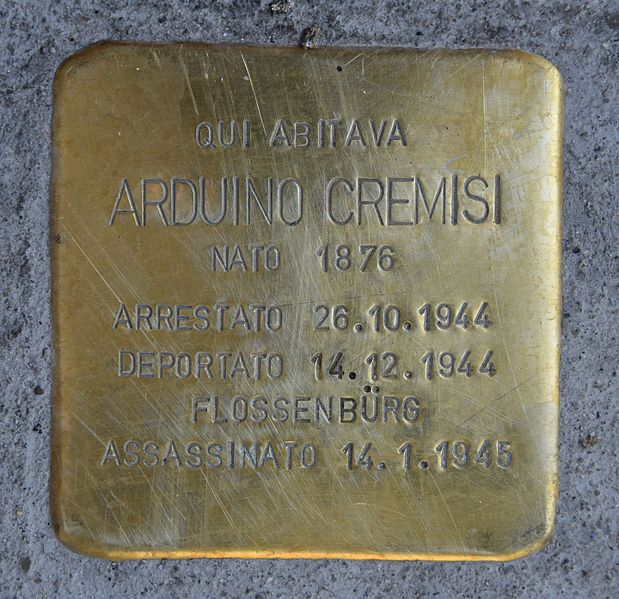 QUI ABITAVA
ARDUINO CREMISI
NATO 1876
ARRESTATO 26.10.1944
DEPORTATO 14.12.1944
FLOSSENBÜRG
ASSASSINATO 14.1.1945